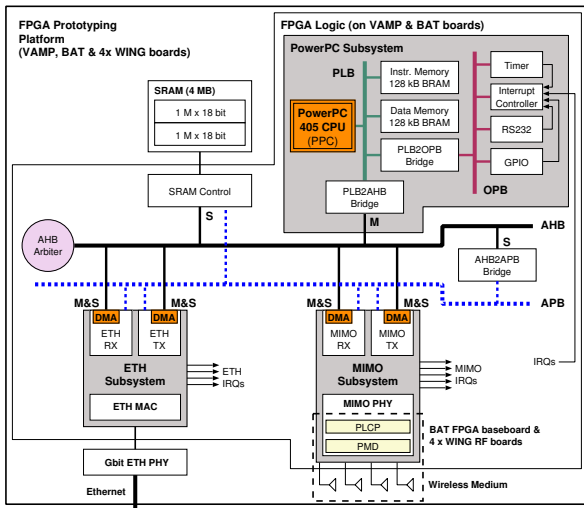 FPGA Prototyping
Platform
(VAMP, BAT & 4x WING boards)
FPGA Logic (on VAMP & BAT boards)
PowerPC Subsystem
PLB
Instr. Memory
128 kB BRAM
Timer
SRAM (4 MB)
1 M x 18 bit
1 M x 18 bit
PowerPC
405 CPU
(PPC)
Data Memory
128 kB BRAM
Interrupt
Controller
RS232
PLB2OPB
Bridge
GPIO
OPB
SRAM Control
S
PLB2AHB
Bridge
M
AHB
Arbiter
AHB
S
AHB2APB
Bridge
APB
M&S
M&S
M&S
M&S
DMA
DMA
DMA
DMA
ETH
RX
ETH
TX
MIMO
RX
MIMO
TX
ETH
Subsystem
ETH
IRQs
MIMO
Subsystem
MIMO
IRQs
IRQs
ETH MAC
MIMO PHY
PLCP
PMD
BAT FPGA baseboard &
4 x WING RF boards
Gbit ETH PHY
Ethernet
Wireless Medium